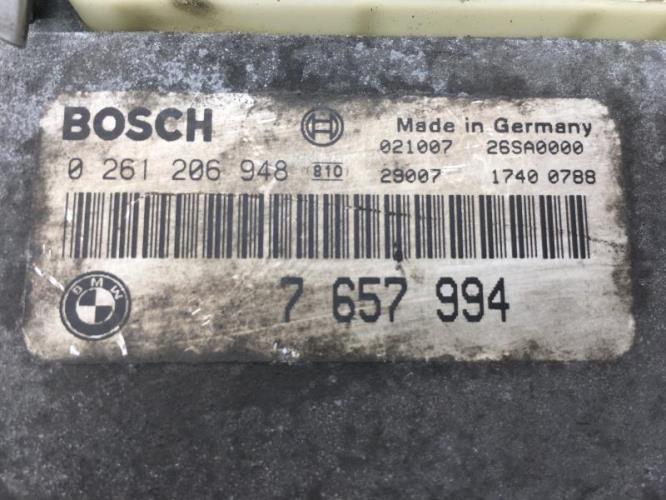 BOSCH Made in Germany
021007 26SA0000
0 261 206 948 810 29007 1740 0788
BMW 7 657 994